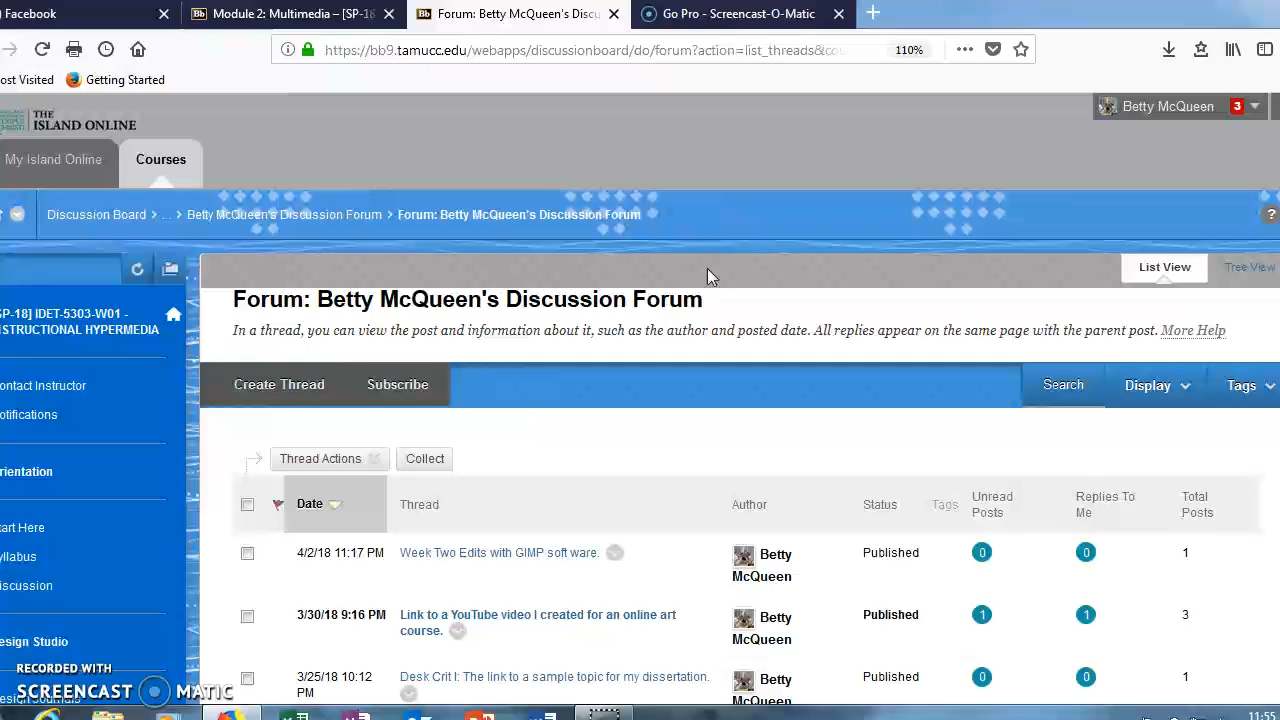 Facebook
Bb Module 2: Multimedia – [SP-18
Bb Forum: Betty McQueen's Discu
Go Pro - Screencast-O-Matic
https://bb9.tamucc.edu/webapps/discussionboard/do/forum?action=list_threads&co
110%
ost Visited
Getting Started
THE
ISLAND ONLINE
Betty McQueen 3
My Island Online
Courses
Discussion Board > ... > Betty McQueen's Discussion Forum > Forum: Betty McQueen's Discussion Forum
?
List View
Tree View
Forum: Betty McQueen's Discussion Forum
In a thread, you can view the post and information about it, such as the author and posted date. All replies appear on the same page with the parent post. More Help
SP-18] IDET-5303-W01 -
STRUCTIONAL HYPERMEDIA
ontact Instructor
otifications
rientation
tart Here
yllabus
iscussion
esign Studio
Create Thread
Subscribe
Search
Display
Tags
Thread Actions
Collect
Date
Thread
Author
Status
Tags
Unread Posts
Replies To Me
Total Posts
4/2/18 11:17 PM
Week Two Edits with GIMP soft ware.
Betty McQueen
Published
0
0
1
3/30/18 9:16 PM
Link to a YouTube video I created for an online art
course.
Betty McQueen
Published
1
1
3
3/25/18 10:12 PM
Desk Crit I: The link to a sample topic for my dissertation.
Betty McQueen
Published
0
0
1
RECORDED WITH
SCREENCAST MATIC
11:55